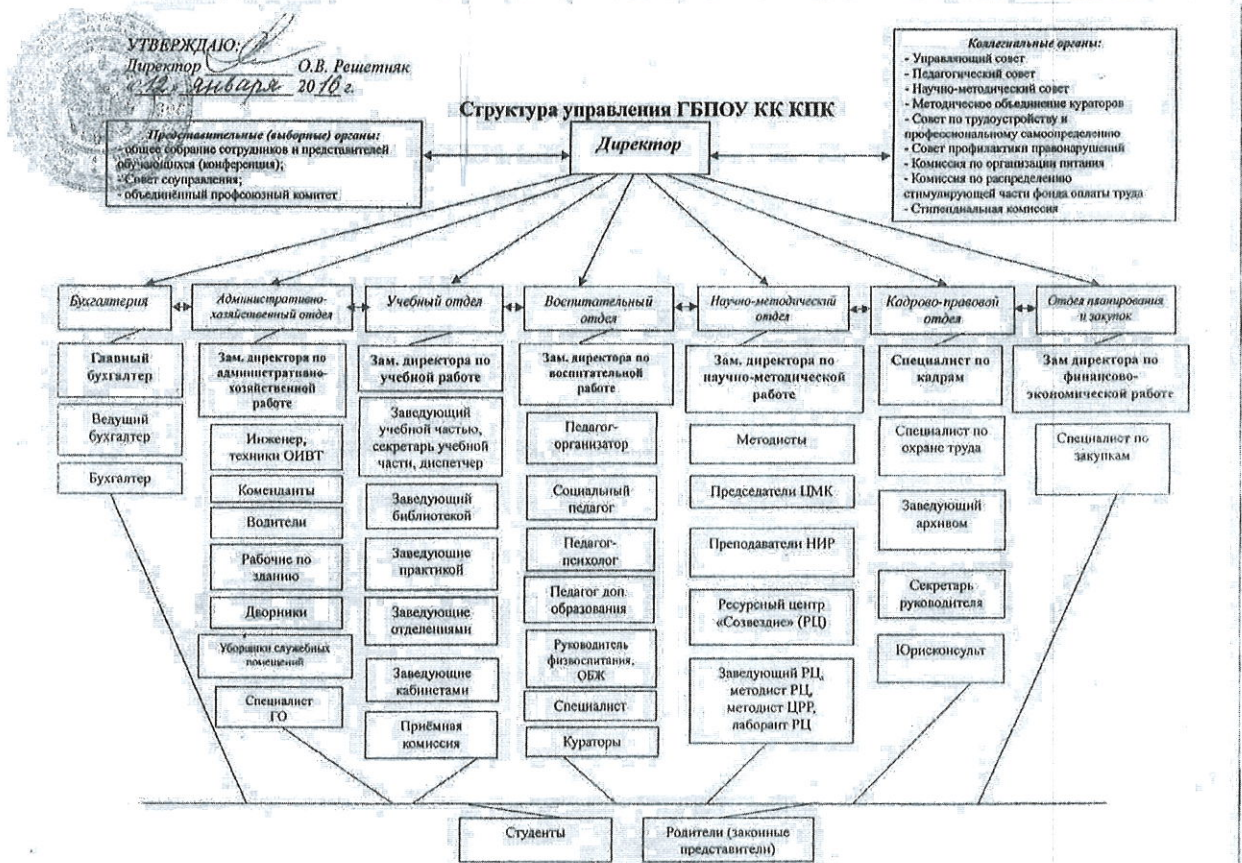 УТВЕРЖДАЮ:
Директор О.В. Решетняк
«12» января 2016 г.
Коллегиальные органы:
- Управляющий совет
- Педагогический совет
- Научно-методический совет
- Методическое объединение кураторов
- Совет по трудоустройству и
профессиональному самоопределению
- Совет профилактики правонарушений
- Комиссия по организации питания
- Комиссия по распределению
стимулирующей части фонда оплаты труда
- Стипендиальная комиссия
Структура управления ГБПОУ КК КПК
Представительные (выборные) органы:
- общее собрание сотрудников и представителей
обучающихся (конференция);
- Совет соуправления;
- объединённый профсоюзный комитет
Директор
Бухгалтерия
Административно-
хозяйственный отдел
Учебный отдел
Воспитательный
отдел
Научно-методический
отдел
Кадрово-правовой
отдел
Отдел планирования
и закупок
Главный
бухгалтер
Ведущий
бухгалтер
Бухгалтер
Зам. директора по
административно-
хозяйственной
работе
Инженер,
техники ОИВТ
Коменданты
Водители
Рабочие по
зданию
Дворники
Уборщики служебных
помещений
Специалист
ГО
Зам. директора по
учебной работе
Заведующий
учебной частью,
секретарь учебной
части, диспетчер
Заведующий
библиотекой
Заведующие
практикой
Заведующие
отделениями
Заведующие
кабинетами
Приёмная
комиссия
Зам. директора по
воспитательной
работе
Педагог-
организатор
Социальный
педагог
Педагог-
психолог
Педагог доп.
образования
Руководитель
физвоспитания,
ОБЖ
Специалист
Кураторы
Зам. директора по
научно-методической
работе
Методисты
Председатели ЦМК
Преподаватели НИР
Ресурсный центр
«Созвездие» (РЦ)
Заведующий РЦ,
методист РЦ,
методист ЦРР,
лаборант РЦ
Специалист по
кадрам
Специалист по
охране труда
Заведующий
архивом
Секретарь
руководителя
Юрисконсульт
Зам директора по
финансово-
экономической работе
Специалист по
закупкам
Студенты
Родители (законные
представители)